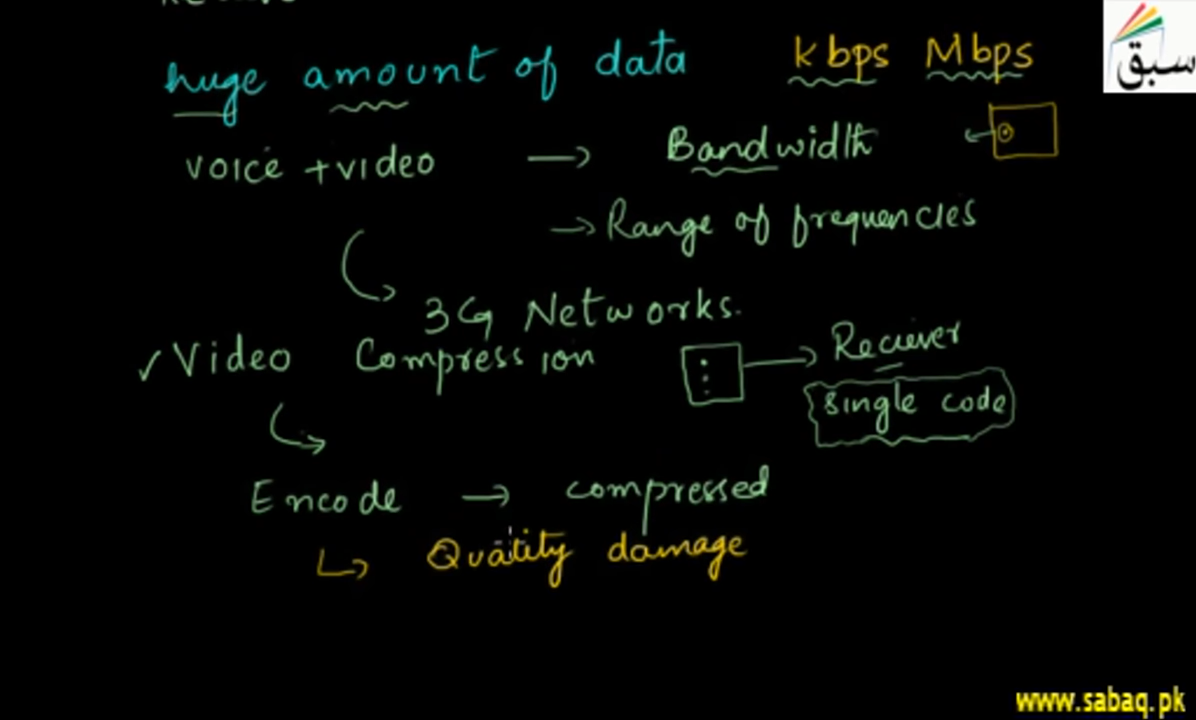 huge amount of data kbps Mbps
سبق
voice + video → Bandwidth
→ Range of frequencies
3G Networks.
✓ Video Compression → Reciever
single code
Encode → compressed
↳ Quality damage
www.sabaq.pk